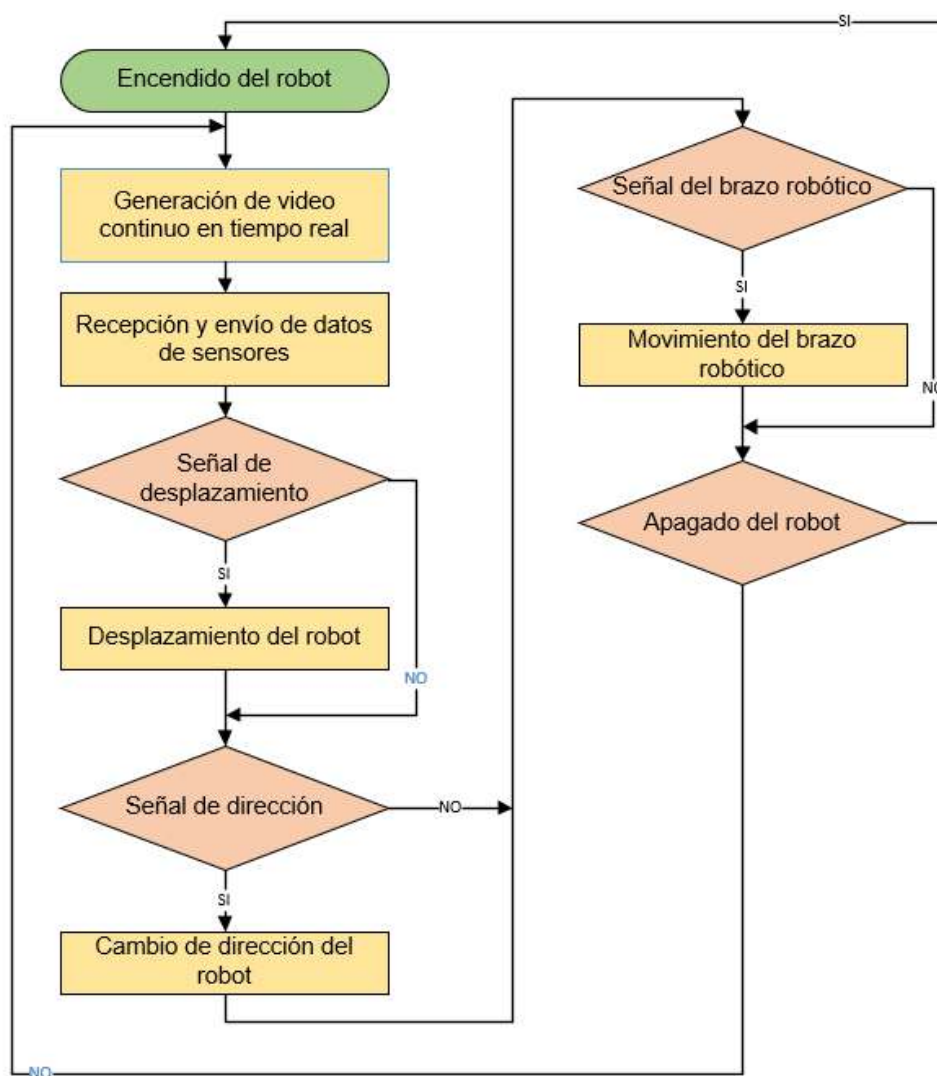 SI
Encendido del robot
Generación de video
continuo en tiempo real
Recepción y envío de datos
de sensores
Señal de
desplazamiento
SI
NO
Desplazamiento del robot
Señal de dirección
NO
SI
Cambio de dirección del
robot
Señal del brazo robótico
SI
NO
Movimiento del brazo
robótico
Apagado del robot
NO